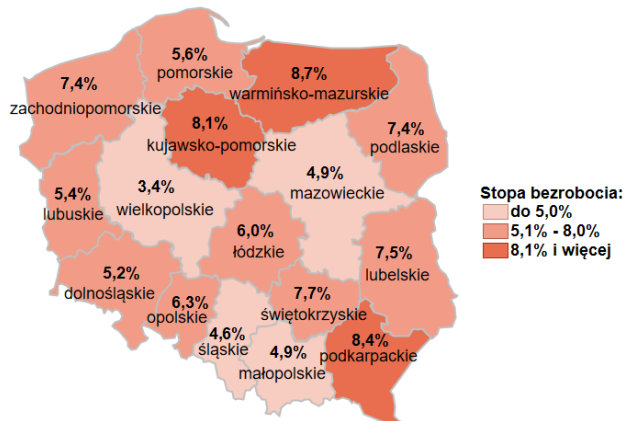 5,6%
pomorskie
7,4%
zachodniopomorskie
8,7%
warmińsko-mazurskie
8,1%
kujawsko-pomorskie
7,4%
podlaskie
4,9%
mazowieckie
3,4%
wielkopolskie
5,4%
lubuskie
Stopa bezrobocia:
do 5,0%
5,1% - 8,0%
8,1% i więcej
6,0%
łódzkie
7,5%
lubelskie
5,2%
dolnośląskie
6,3%
opolskie
7,7%
świętokrzyskie
4,6%
śląskie
4,9%
małopolskie
8,4%
podkarpackie